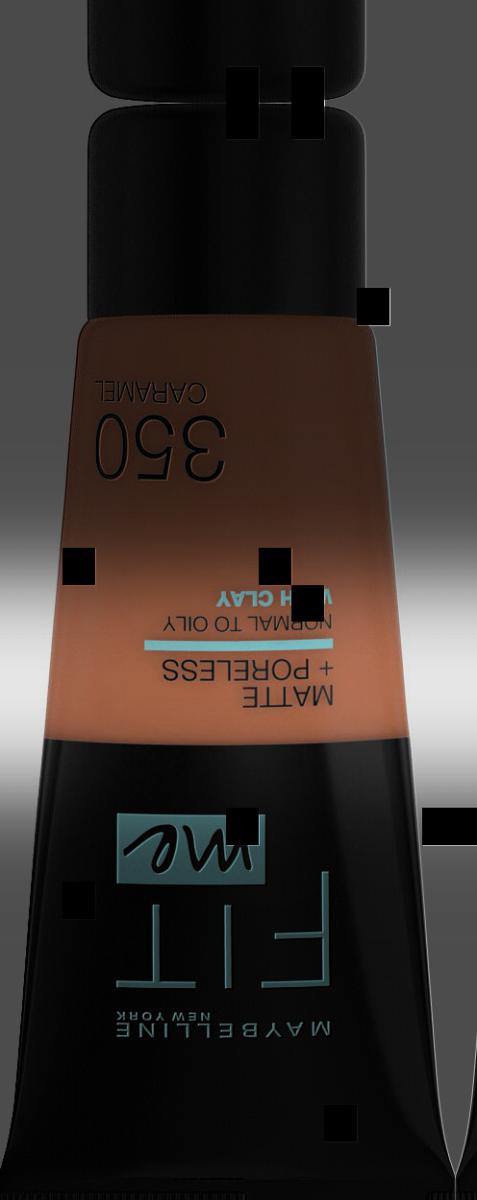 MAYBELLINE
NEW YORK
FIT
me
MATTE
+ PORELESS
NORMAL TO OILY
CLAY
350
CARAMEL